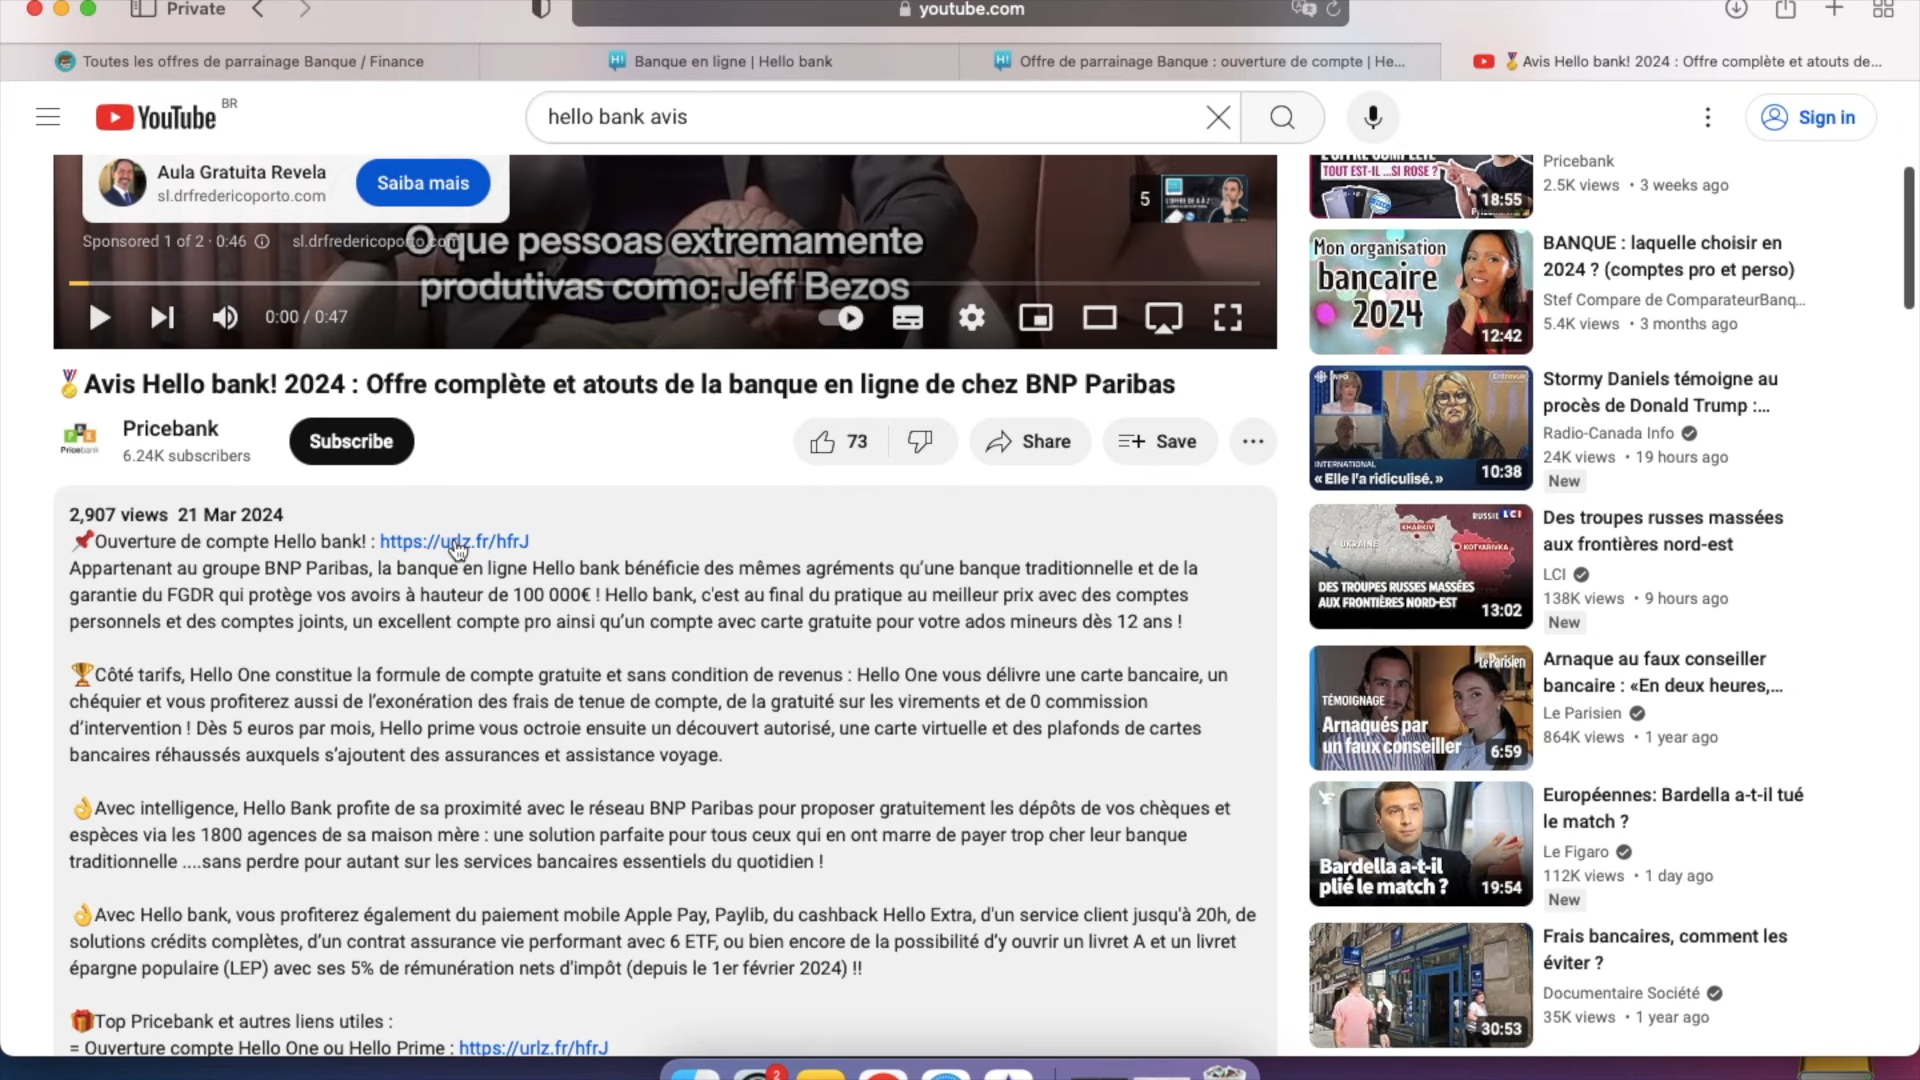 Private
youtube.com
Toutes les offres de parrainage Banque / Finance
Banque en ligne | Hello bank
Offre de parrainage Banque : ouverture de compte | He...
🏅Avis Hello bank! 2024 : Offre complète et atouts de...
YouTube BR
hello bank avis
Sign in
Aula Gratuita Revela
sl.drfredericoporto.com
Saiba mais
5
Sponsored 1 of 2 · 0:46
O que pessoas extremamente
produtivas como: Jeff Bezos
0:00 / 0:47
🏅Avis Hello bank! 2024 : Offre complète et atouts de la banque en ligne de chez BNP Paribas
Pricebank
6.24K subscribers
Subscribe
73
Share
Save
2,907 views 21 Mar 2024
📌Ouverture de compte Hello bank! : https://urlz.fr/hfrJ
Appartenant au groupe BNP Paribas, la banque en ligne Hello bank bénéficie des mêmes agréments qu’une banque traditionnelle et de la
garantie du FGDR qui protège vos avoirs à hauteur de 100 000€ ! Hello bank, c'est au final du pratique au meilleur prix avec des comptes
personnels et des comptes joints, un excellent compte pro ainsi qu’un compte avec carte gratuite pour votre ados mineurs dès 12 ans !
🏆Côté tarifs, Hello One constitue la formule de compte gratuite et sans condition de revenus : Hello One vous délivre une carte bancaire, un
chéquier et vous profiterez aussi de l’exonération des frais de tenue de compte, de la gratuité sur les virements et de 0 commission
d’intervention ! Dès 5 euros par mois, Hello prime vous octroie ensuite un découvert autorisé, une carte virtuelle et des plafonds de cartes
bancaires réhaussés auxquels s’ajoutent des assurances et assistance voyage.
👌Avec intelligence, Hello Bank profite de sa proximité avec le réseau BNP Paribas pour proposer gratuitement les dépôts de vos chèques et
espèces via les 1800 agences de sa maison mère : une solution parfaite pour tous ceux qui en ont marre de payer trop cher leur banque
traditionnelle ....sans perdre pour autant sur les services bancaires essentiels du quotidien !
👌Avec Hello bank, vous profiterez également du paiement mobile Apple Pay, Paylib, du cashback Hello Extra, d'un service client jusqu'à 20h, de
solutions crédits complètes, d’un contrat assurance vie performant avec 6 ETF, ou bien encore de la possibilité d’y ouvrir un livret A et un livret
épargne populaire (LEP) avec ses 5% de rémunération nets d'impôt (depuis le 1er février 2024) !!
🎁Top Pricebank et autres liens utiles :
= Ouverture compte Hello One ou Hello Prime : https://urlz.fr/hfrJ
TOUT EST-IL ...SI ROSE ?
18:55
Pricebank
2.5K views • 3 weeks ago
Mon organisation
bancaire
2024
12:42
BANQUE : laquelle choisir en
2024 ? (comptes pro et perso)
Stef Compare de ComparateurBanq...
5.4K views • 3 months ago
INTERNATIONAL
« Elle l'a ridiculisé. »
10:38
Stormy Daniels témoigne au
procès de Donald Trump :...
Radio-Canada Info
24K views • 19 hours ago
New
RUSSIE LCI
KHARKIV
UKRAINE
KOTYARIVKA
DES TROUPES RUSSES MASSÉES
AUX FRONTIÈRES NORD-EST
13:02
Des troupes russes massées
aux frontières nord-est
LCI
138K views • 9 hours ago
New
Le Parisien
TÉMOIGNAGE
Arnaqués par
un faux conseiller
6:59
Arnaque au faux conseiller
bancaire : «En deux heures,...
Le Parisien
864K views • 1 year ago
Bardella a-t-il
plié le match ?
19:54
Européennes: Bardella a-t-il tué
le match ?
Le Figaro
112K views • 1 day ago
New
30:53
Frais bancaires, comment les
éviter ?
Documentaire Société
35K views • 1 year ago
2